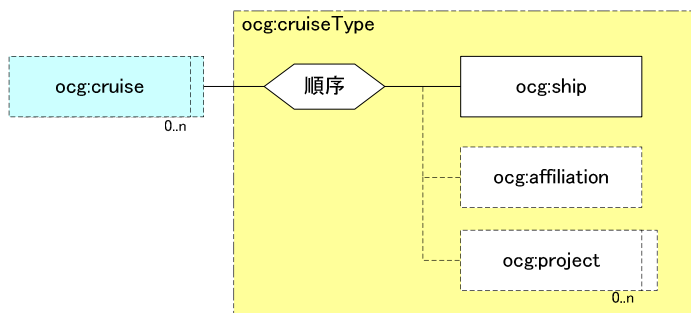 ocg:cruiseType
ocg:cruise
0..n
順序
ocg:ship
ocg:affiliation
ocg:project
0..n